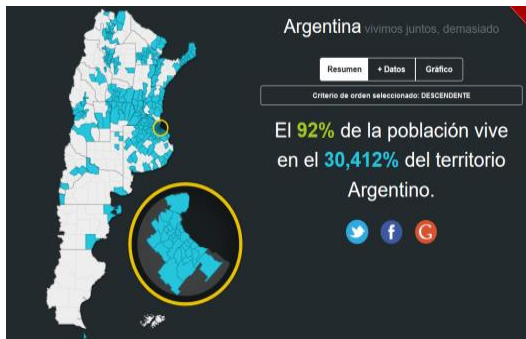 Argentina vivimos juntos, demasiado
Resumen + Datos Gráfico
Criterio de orden seleccionado: DESCENDENTE
El 92% de la población vive
en el 30,412% del territorio
Argentino.
f G